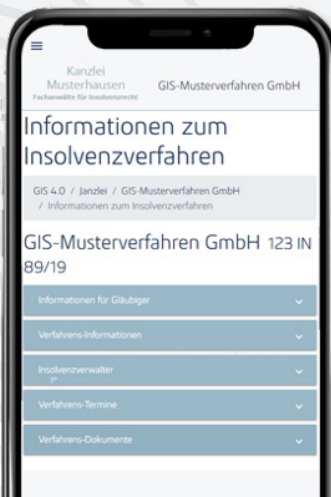 Kanzlei
Musterhausen
Fachanwälte für Insolvenzrecht
GIS-Musterverfahren GmbH
Informationen zum
Insolvenzverfahren
GIS 4.0 / Janzlei / GIS-Musterverfahren GmbH
/ Informationen zum Insolvenzverfahren
GIS-Musterverfahren GmbH 123 IN
89/19
Informationen für Gläubiger
Verfahrens-Informationen
Insolvenzverwalter
Verfahrens-Termine
Verfahrens-Dokumente